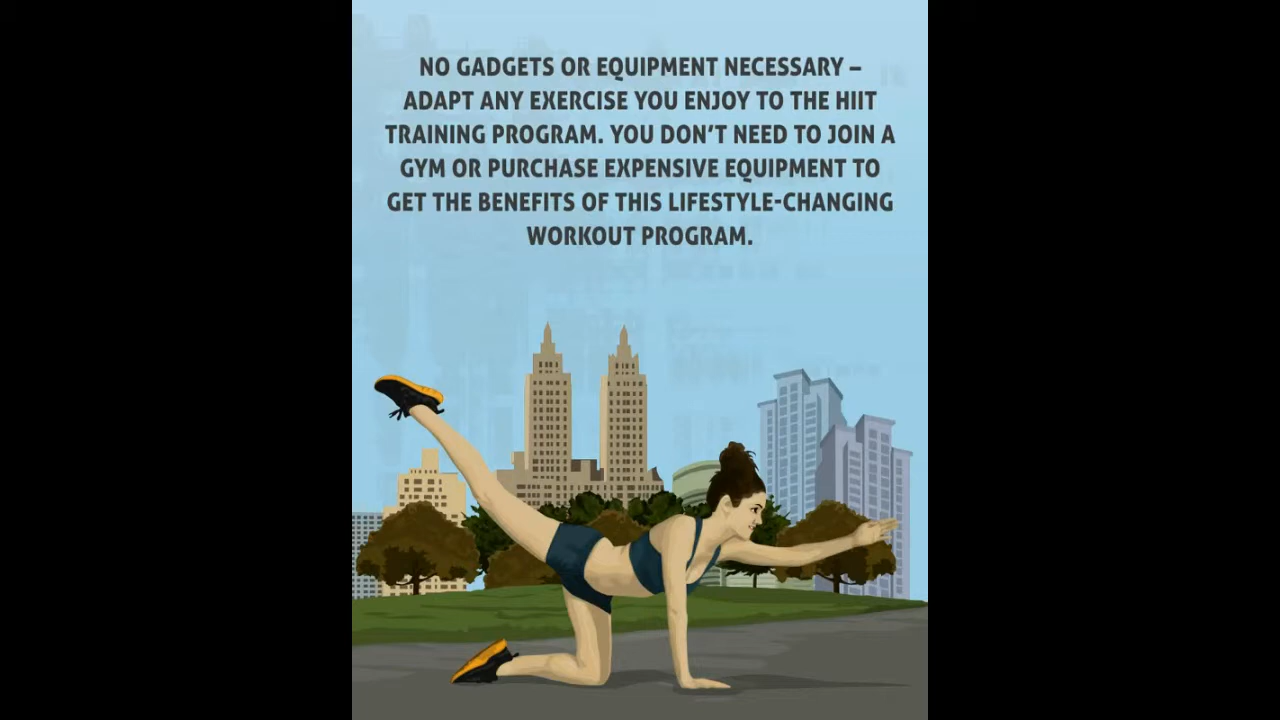 NO GADGETS OR EQUIPMENT NECESSARY –
ADAPT ANY EXERCISE YOU ENJOY TO THE HIIT
TRAINING PROGRAM. YOU DON’T NEED TO JOIN A
GYM OR PURCHASE EXPENSIVE EQUIPMENT TO
GET THE BENEFITS OF THIS LIFESTYLE-CHANGING
WORKOUT PROGRAM.